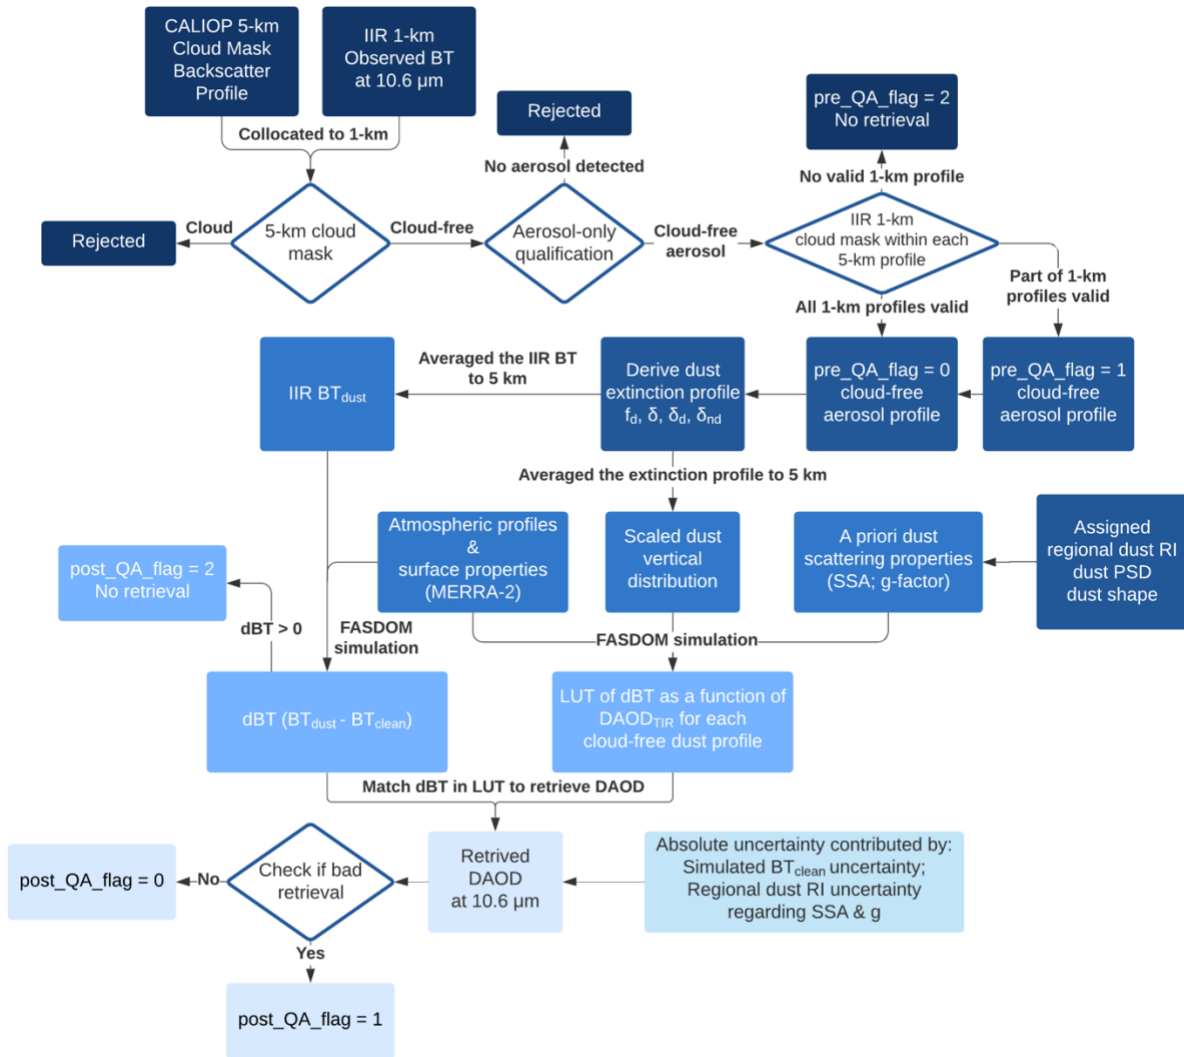 CALIOP 5-km
Cloud Mask
Backscatter
Profile
IIR 1-km
Observed BT
at 10.6 μm
Collocated to 1-km
Rejected
No aerosol detected
pre_QA_flag = 2
No retrieval
No valid 1-km profile
Rejected
Cloud
5-km cloud
mask
Cloud-free
Aerosol-only
qualification
Cloud-free
aerosol
IIR 1-km
cloud mask within each
5-km profile
Part of 1-km
profiles valid
All 1-km profiles valid
IIR BTdust
Averaged the IIR BT
to 5 km
Derive dust
extinction profile
fd, δ, δd, δnd
pre_QA_flag = 0
cloud-free
aerosol profile
pre_QA_flag = 1
cloud-free
aerosol profile
Averaged the extinction profile to 5 km
Atmospheric profiles
&
surface properties
(MERRA-2)
Scaled dust
vertical
distribution
A priori dust
scattering properties
(SSA; g-factor)
Assigned
regional dust RI
dust PSD
dust shape
post_QA_flag = 2
No retrieval
dBT > 0
FASDOM
simulation
FASDOM simulation
dBT (BTdust - BTclean)
LUT of dBT as a function of
DAODTIR for each
cloud-free dust profile
Match dBT in LUT to retrieve DAOD
post_QA_flag = 0
No
Check if bad
retrieval
Retrived
DAOD
at 10.6 μm
Absolute uncertainty contributed by:
Simulated BTclean uncertainty;
Regional dust RI uncertainty
regarding SSA & g
Yes
post_QA_flag = 1